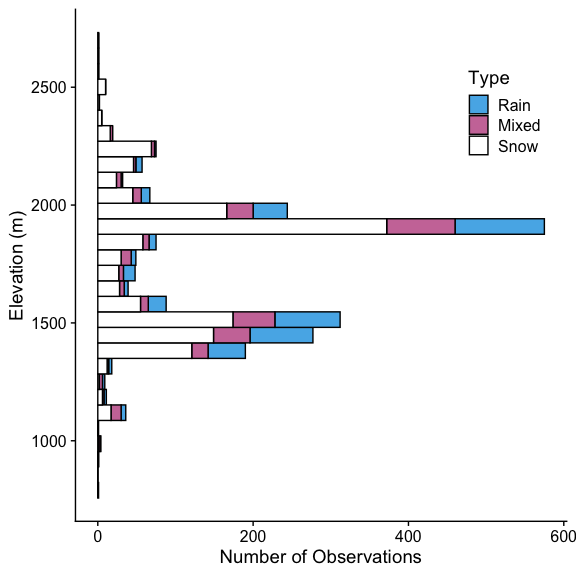 Type
Rain
Mixed
Snow
Elevation (m)
2500
2000
1500
1000
0
200
400
600
Number of Observations